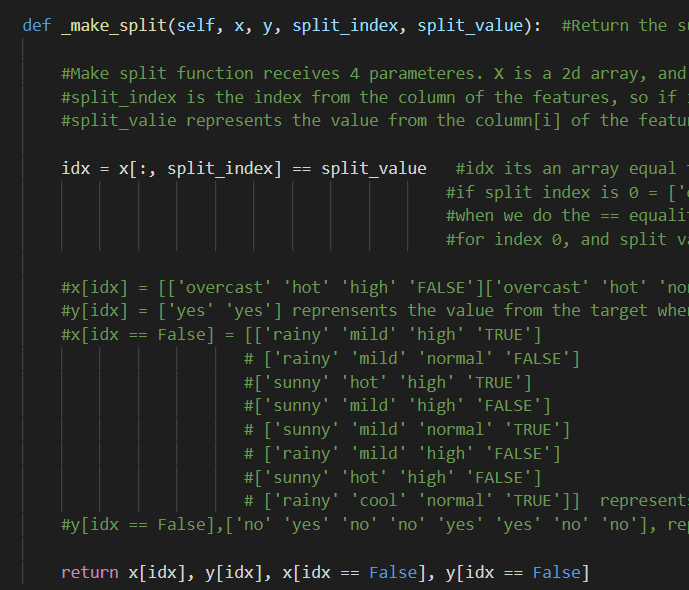 def _make_split(self, x, y, split_index, split_value):  #Return the su
#Make split function receives 4 parameteres. X is a 2d array, and
#split_index is the index from the column of the features, so if
#split_valie represents the value from the column[i] of the featur
idx = x[:, split_index] == split_value   #idx its an array equal
#if split index is 0 = ['
#when we do the == equalit
#for index 0, and split va
#x[idx] = [['overcast' 'hot' 'high' 'FALSE']['overcast' 'hot' 'no
#y[idx] = ['yes' 'yes'] reprensents the value from the target whe
#x[idx == False] = [['rainy' 'mild' 'high' 'TRUE']
# ['rainy' 'mild' 'normal' 'FALSE']
#['sunny' 'hot' 'high' 'TRUE']
#['sunny' 'mild' 'high' 'FALSE']
# ['sunny' 'mild' 'normal' 'TRUE']
# ['rainy' 'mild' 'high' 'FALSE']
#['sunny' 'hot' 'high' 'FALSE']
# ['rainy' 'cool' 'normal' 'TRUE']]  represents
#y[idx == False],['no' 'yes' 'no' 'no' 'yes' 'yes' 'no' 'no'], rep
return x[idx], y[idx], x[idx == False], y[idx == False]